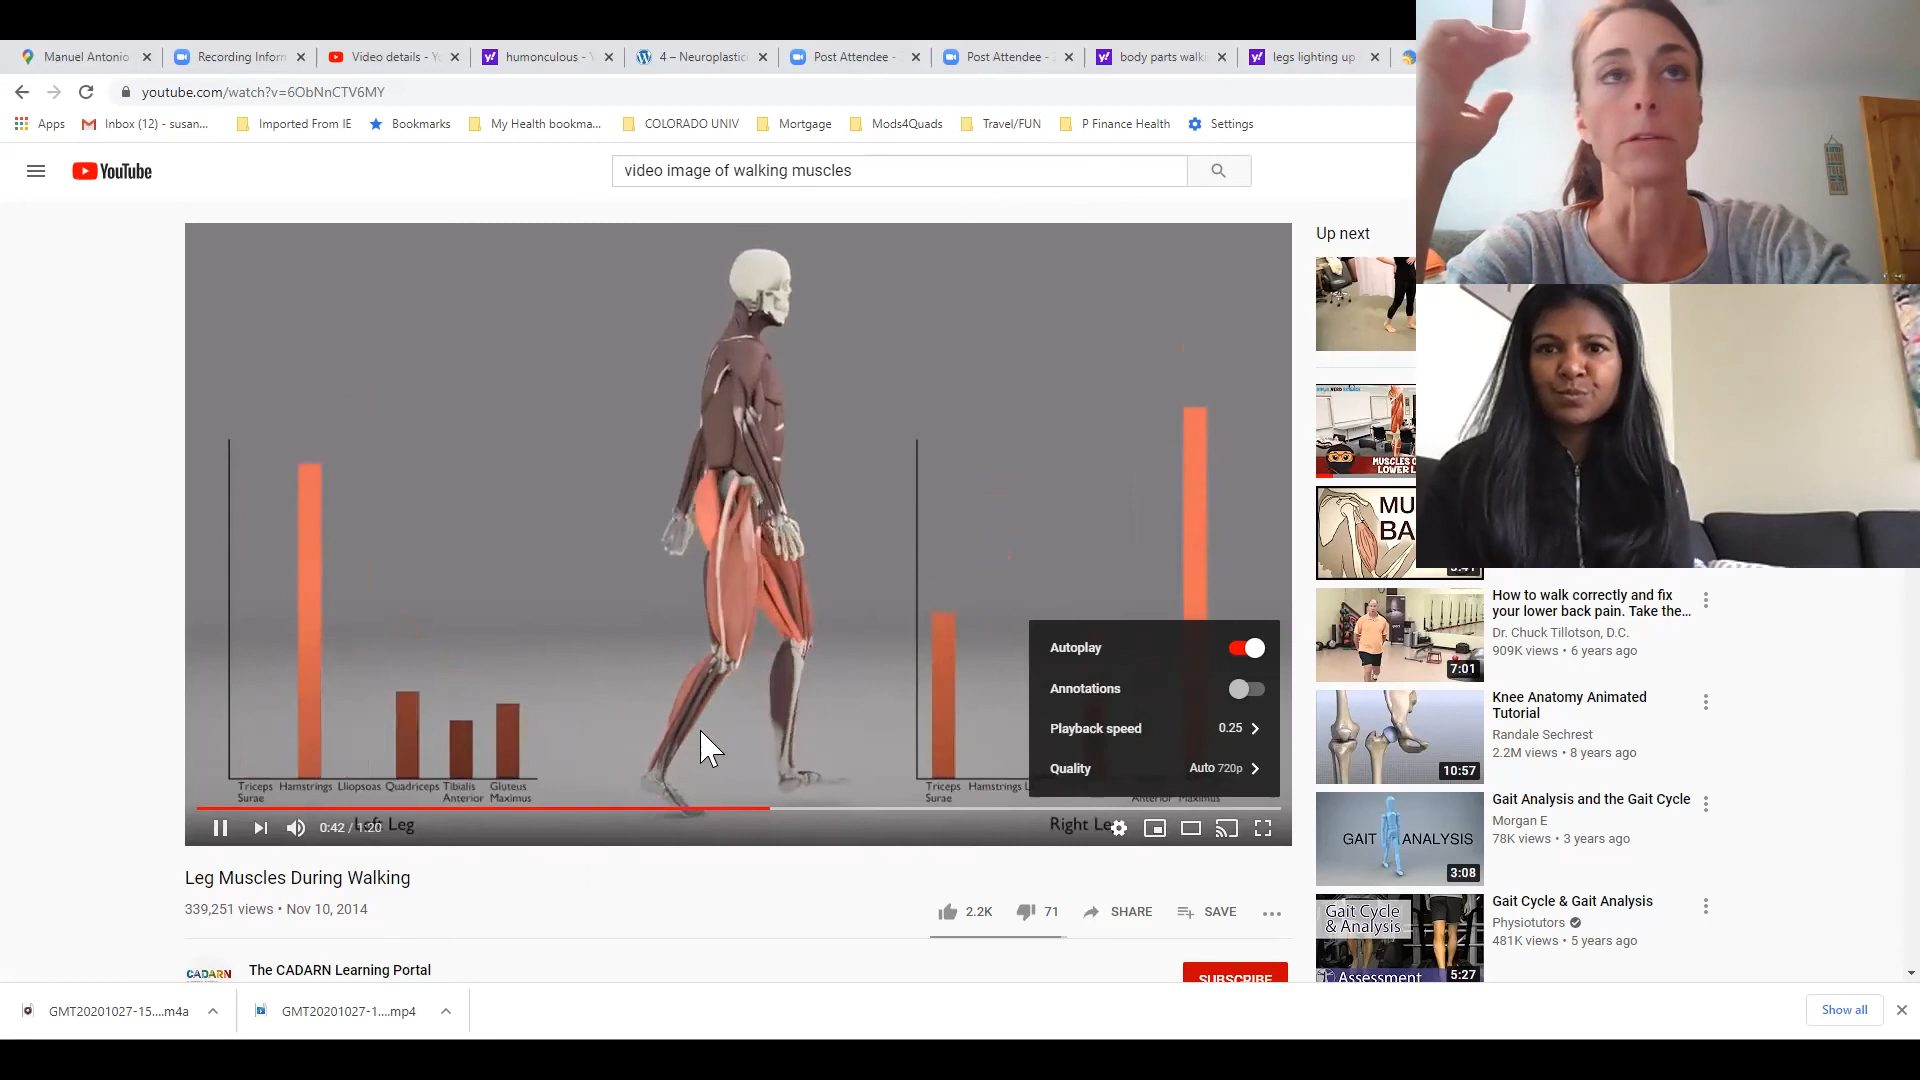 Manuel Antonio
Recording Inform
Video details - Yo
humonculous - Y
4 – Neuroplastici
Post Attendee -
Post Attendee - Z
body parts walki
legs lighting up
youtube.com/watch?v=6ObNnCTV6MY
Apps
Inbox (12) - susan...
Imported From IE
Bookmarks
My Health bookma...
COLORADO UNIV
Mortgage
Mods4Quads
Travel/FUN
P Finance Health
Settings
YouTube
video image of walking muscles
Up next
Autoplay
Annotations
Playback speed 0.25
Quality Auto 720p
Triceps Surae
Hamstrings
Lliopsoas
Quadriceps
Tibialis Anterior
Gluteus Maximus
Left Leg
Triceps Surae
Hamstrings L
Anterior
Maximus
Right Le
0:42 / 1:20
Leg Muscles During Walking
339,251 views • Nov 10, 2014
2.2K
71
SHARE
SAVE
CADARN
The CADARN Learning Portal
SUBSCRIBE
MUSCLES O
LOWER L
MU
BA
How to walk correctly and fix
your lower back pain. Take the...
Dr. Chuck Tillotson, D.C.
909K views • 6 years ago
7:01
Knee Anatomy Animated
Tutorial
Randale Sechrest
2.2M views • 8 years ago
10:57
Gait Analysis and the Gait Cycle
Morgan E
78K views • 3 years ago
GAIT ANALYSIS
3:08
Gait Cycle & Gait Analysis
Physiotutors
481K views • 5 years ago
Gait Cycle
& Analysis
Assessment
5:27
GMT20201027-15....m4a
GMT20201027-1....mp4
Show all